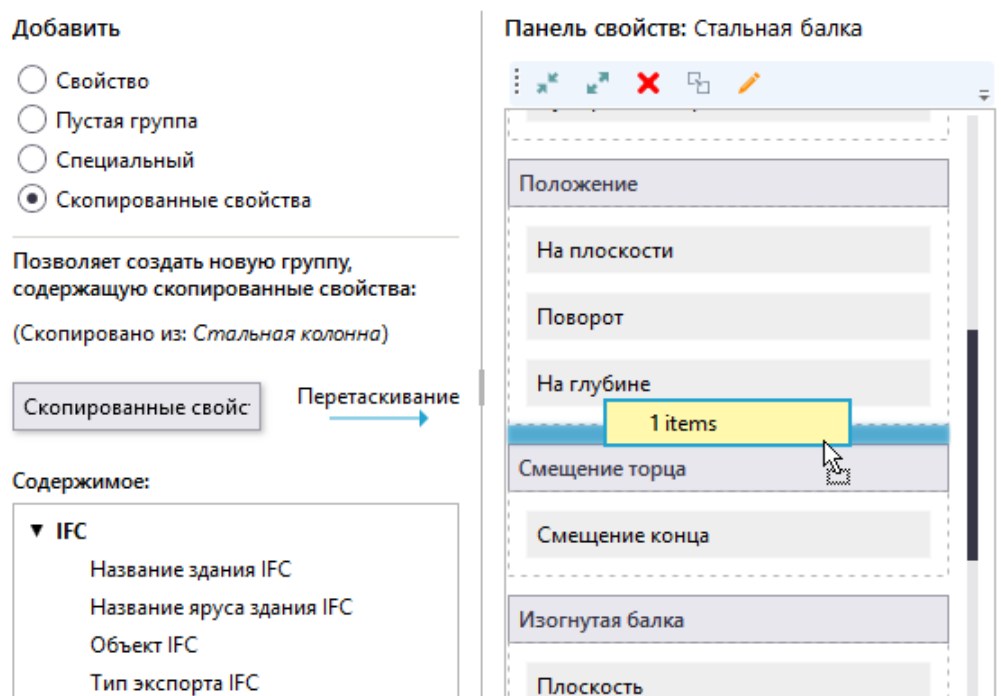 Добавить
Свойство
Пустая группа
Специальный
Скопированные свойства
Позволяет создать новую группу,
содержащую скопированные свойства:
(Скопировано из: Стальная колонна)
Скопированные свойс
Перетаскивание
Содержимое:
IFC
Название здания IFC
Название яруса здания IFC
Объект IFC
Тип экспорта IFC
Панель свойств: Стальная балка
Положение
На плоскости
Поворот
На глубине
1 items
Смещение торца
Смещение конца
Изогнутая балка
Плоскость